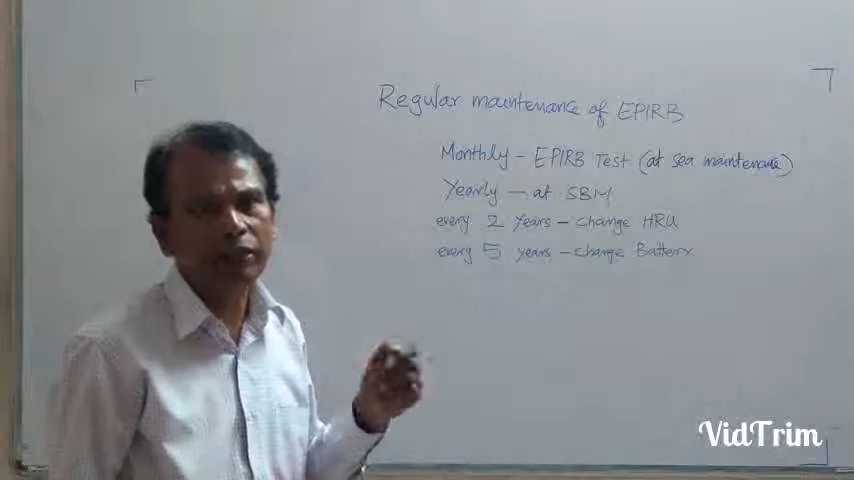 Regular maintenance of EPIRB
Monthly - EPIRB Test (at sea maintenance)
Yearly - at SBM
every 2 years - change HRU
every 5 years - change Battery
VidTrim